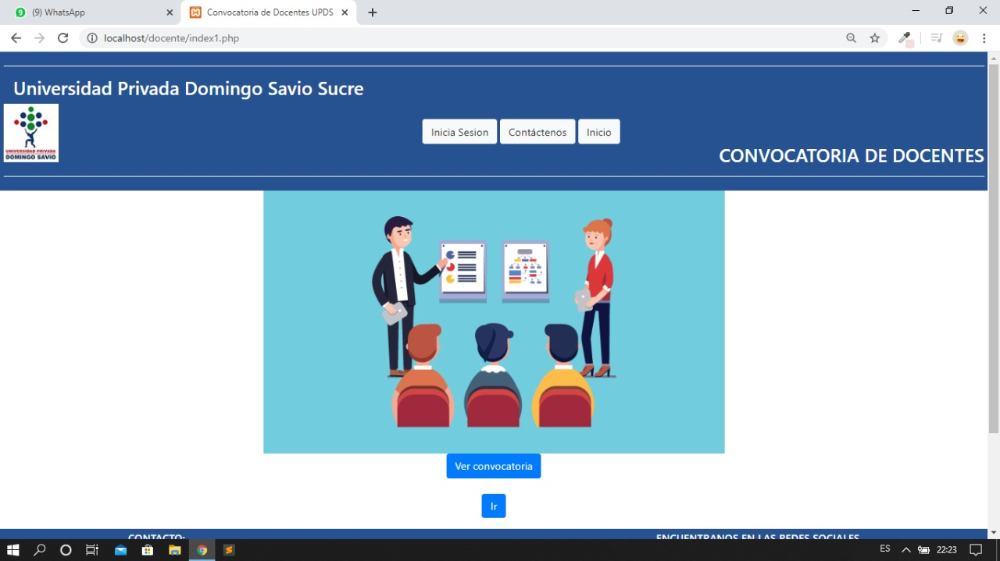 9
(9) WhatsApp
Convocatoria de Docentes UPDS
localhost/docente/index1.php
Universidad Privada Domingo Savio Sucre
UNIVERSIDAD PRIVADA
DOMINGO SAVIO
Inicia Sesion
Contáctenos
Inicio
CONVOCATORIA DE DOCENTES
Ver convocatoria
Ir
CONTACTO:
ENCUENTRANOS EN LAS REDES SOCIALES
ES
22:23